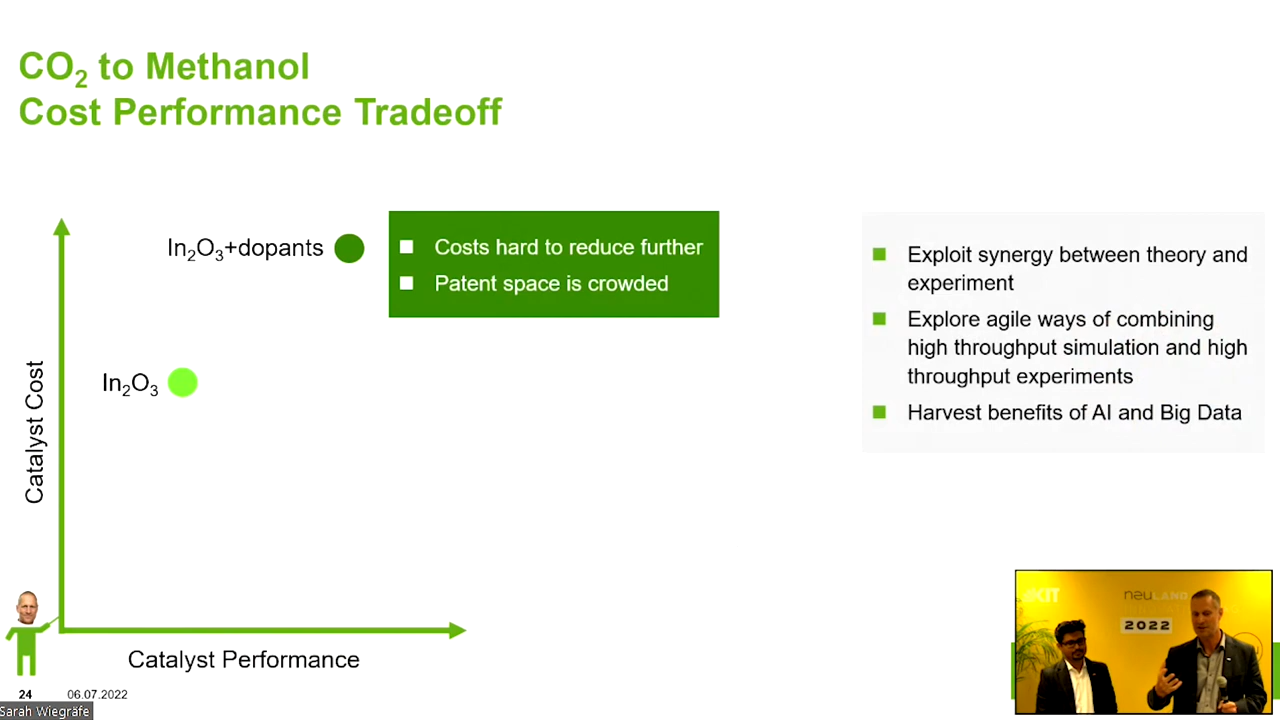 CO₂ to Methanol
Cost Performance Tradeoff
In₂O₃+dopants
Costs hard to reduce further
Patent space is crowded
In₂O₃
Catalyst Cost
Catalyst Performance
Exploit synergy between theory and
experiment
Explore agile ways of combining
high throughput simulation and high
throughput experiments
Harvest benefits of AI and Big Data
KIT
neuLAND
2022
24
06.07.2022
Sarah Wiegräfe